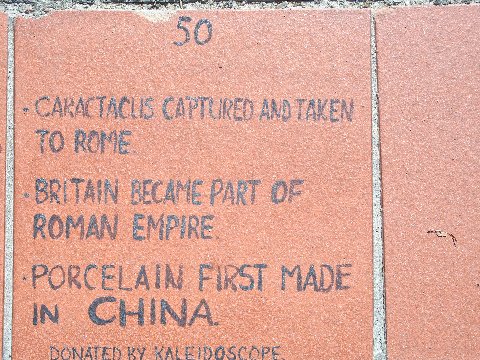 50
· CARACTACUS CAPTURED AND TAKEN
TO ROME.
· BRITAIN BECAME PART OF
ROMAN EMPIRE.
· PORCELAIN FIRST MADE
IN CHINA.
DONATED BY KALEIDOSCOPE.